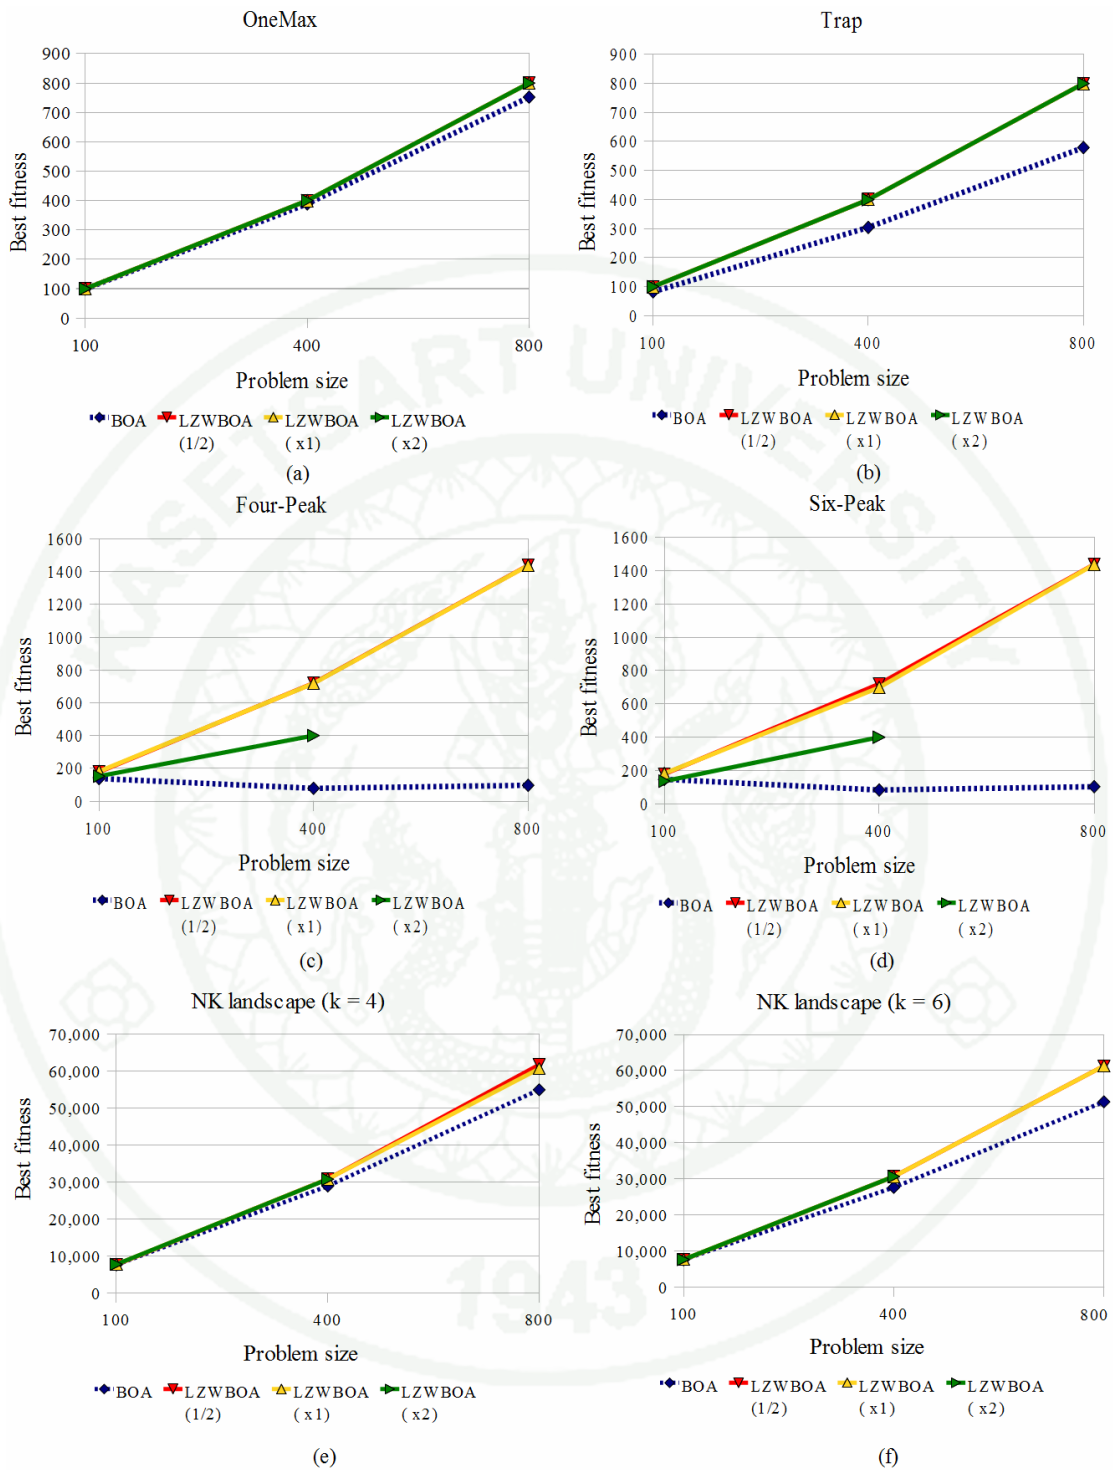 OneMax
900
800
700
600
500
400
300
200
100
0
Best fitness
100 400 800
Problem size
BOA LZWBOA (1/2) LZWBOA ( x1) LZWBOA ( x2)
(a)
Trap
900
800
700
600
500
400
300
200
100
0
Best fitness
100 400 800
Problem size
BOA LZWBOA (1/2) LZWBOA ( x1) LZWBOA ( x2)
(b)
Four-Peak
1600
1400
1200
1000
800
600
400
200
0
Best fitness
100 400 800
Problem size
BOA LZWBOA (1/2) LZWBOA ( x1) LZWBOA ( x2)
(c)
Six-Peak
1600
1400
1200
1000
800
600
400
200
0
Best fitness
100 400 800
Problem size
BOA LZWBOA (1/2) LZWBOA ( x1) LZWBOA ( x2)
(d)
NK landscape (k = 4)
70,000
60,000
50,000
40,000
30,000
20,000
10,000
0
Best fitness
100 400 800
Problem size
BOA LZWBOA (1/2) LZWBOA ( x1) LZWBOA ( x2)
(e)
NK landscape (k = 6)
70,000
60,000
50,000
40,000
30,000
20,000
10,000
0
Best fitness
100 400 800
Problem size
BOA LZWBOA (1/2) LZWBOA ( x1) LZWBOA ( x2)
(f)
KASETSART UNIVERSITY
1943